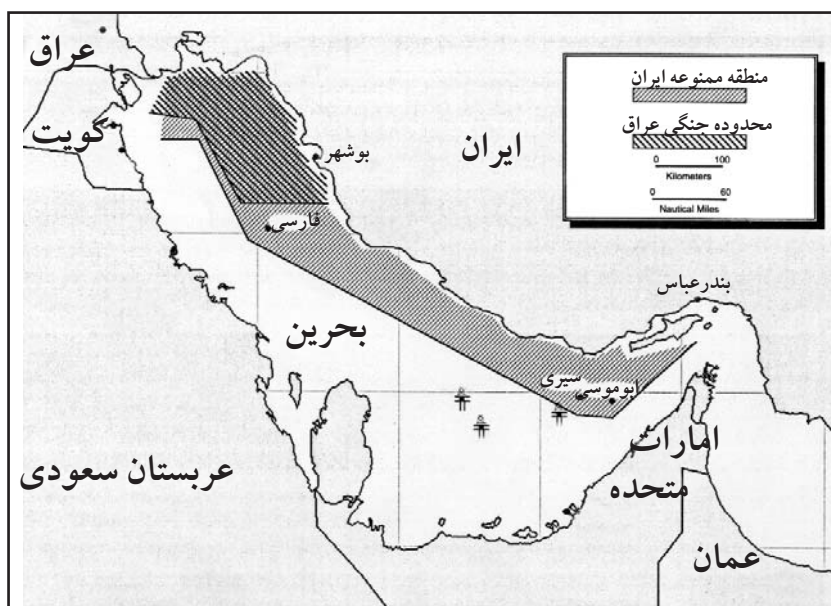 عراق
کویت
ایران
بوشهر
فارسی
بندرعباس
بحرین
سیری
ابوموسی
امارات
متحده
عربستان سعودی
عمان
منطقه ممنوعه ایران
محدوده جنگی عراق
0 100
Kilometers
0 60
Nautical Miles